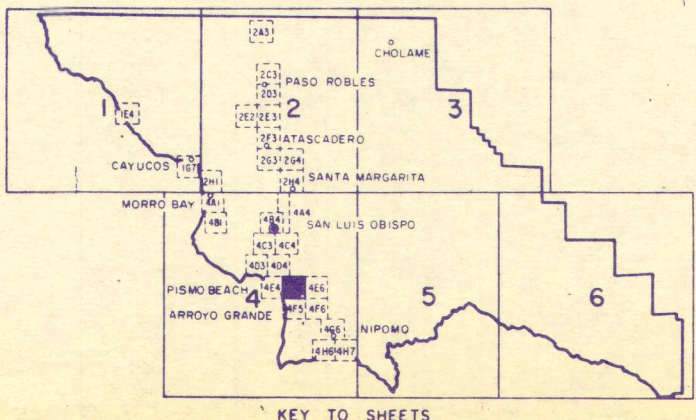 2A3
CHOLAME
2C3
PASO ROBLES
2D3
1
1E4
2E2 2E3
2
3
2F3
ATASCADERO
CAYUCOS
1G7
2G3 2G4
2H1
2H4
SANTA MARGARITA
MORRO BAY
4A1
4A4
4B1
4B4
SAN LUIS OBISPO
4C3 4C4
4D3 4D4
PISMO BEACH
4E4
4E6
4
5
6
ARROYO GRANDE
4F5 4F6
4G6
NIPOMO
4H6 4H7
KEY TO SHEETS